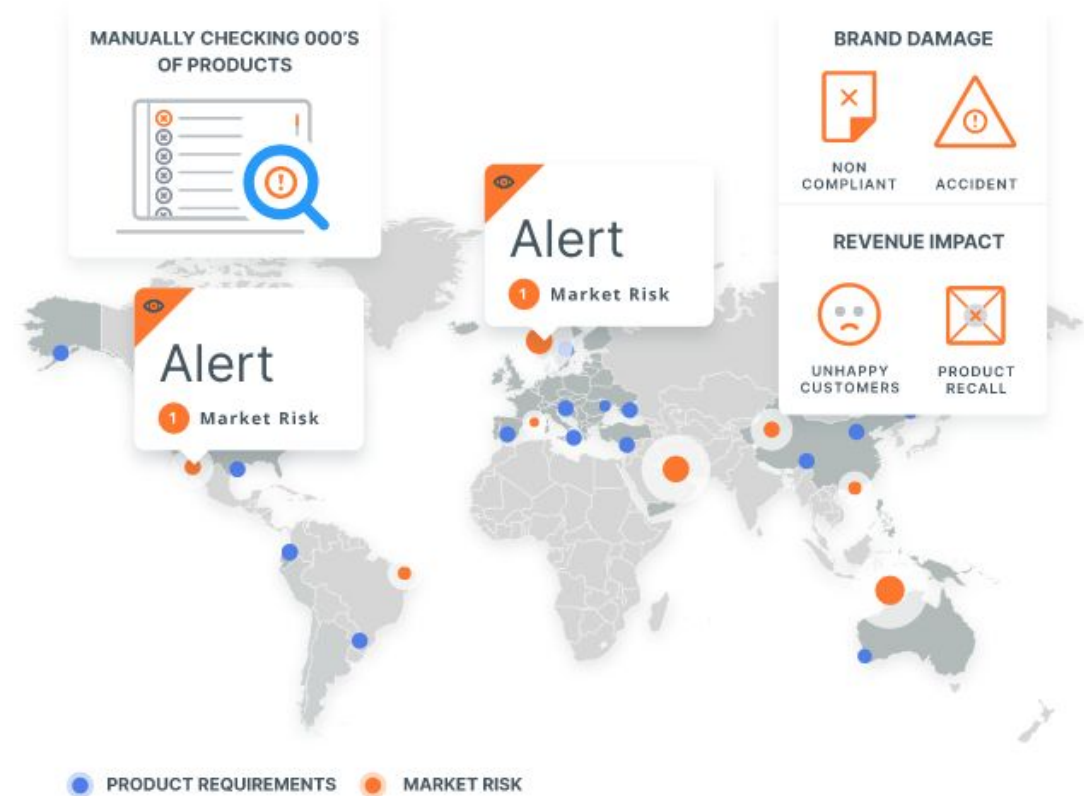 MANUALLY CHECKING 000'S
OF PRODUCTS
BRAND DAMAGE
NON
COMPLIANT
ACCIDENT
REVENUE IMPACT
UNHAPPY
CUSTOMERS
PRODUCT
RECALL
Alert
1 Market Risk
Alert
1 Market Risk
PRODUCT REQUIREMENTS
MARKET RISK